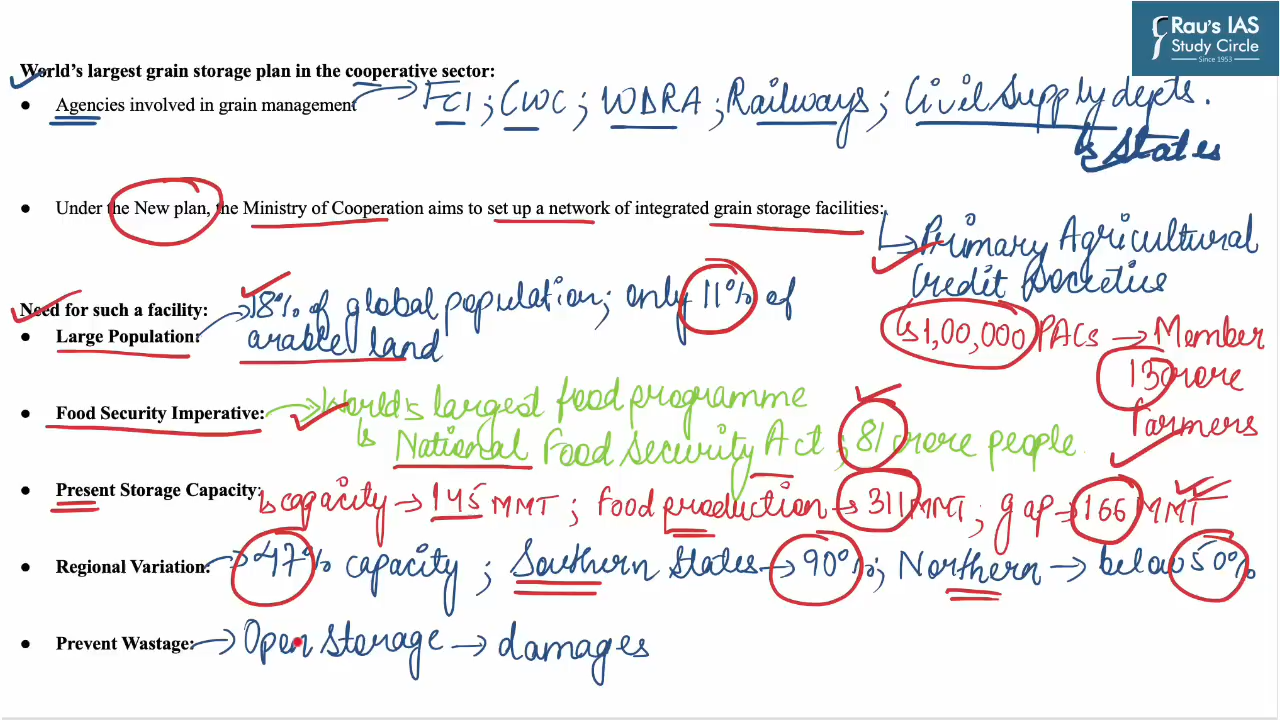 Rau's IAS
Study Circle
Since 1953
World's largest grain storage plan in the cooperative sector:
● Agencies involved in grain management → FCI ; CWC ; WDRA ; Railways ; Civil Supply depts.
↳ States
● Under the New plan, the Ministry of Cooperation aims to set up a network of integrated grain storage facilities:
↳ Primary Agricultural
Credit Societies
↳ 1,00,000 PACs → Member
13 crore
farmers
Need for such a facility:
● Large Population: → 18% of global population; only 11% of
arable land
● Food Security Imperative: → World's largest food programme
↳ National Food Security Act ; 81 crore people.
● Present Storage Capacity: ↳ capacity → 145 MMT ; food production → 311 MMT ; gap → 166 MMT
● Regional Variation: → 47% capacity ; Southern States → 90% ; Northern → below 50%
● Prevent Wastage: → Open storage → damages